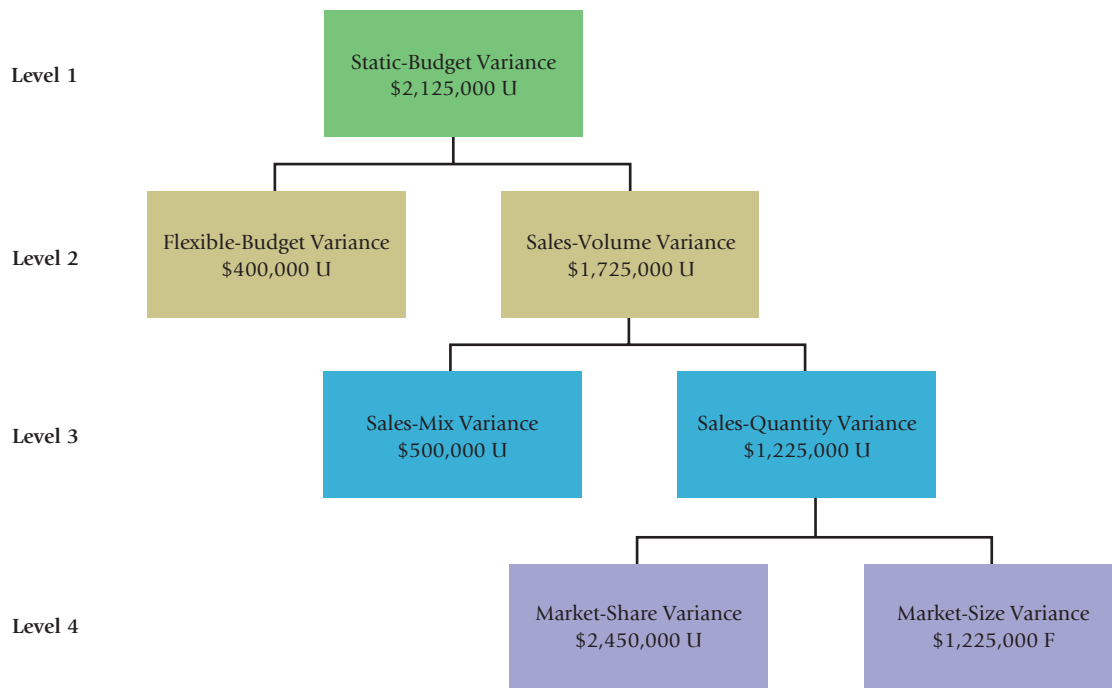 Level 1
Static-Budget Variance
$2,125,000 U
Level 2
Flexible-Budget Variance
$400,000 U
Sales-Volume Variance
$1,725,000 U
Level 3
Sales-Mix Variance
$500,000 U
Sales-Quantity Variance
$1,225,000 U
Level 4
Market-Share Variance
$2,450,000 U
Market-Size Variance
$1,225,000 F